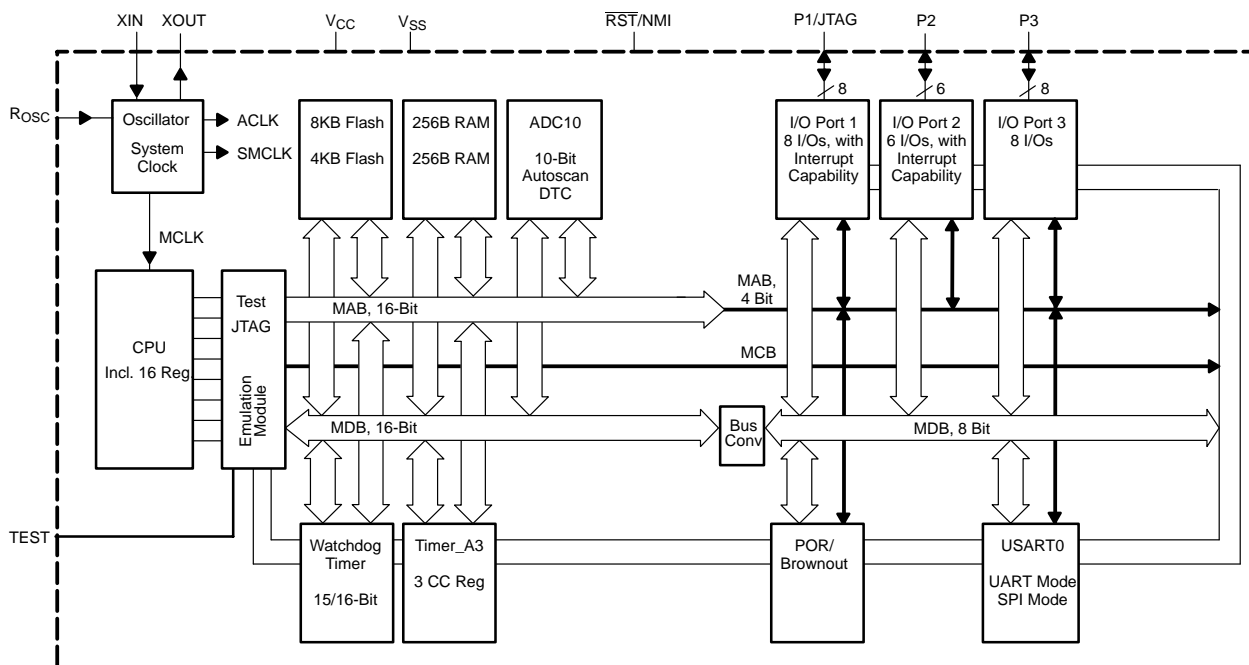 XIN XOUT VCC VSS RST/NMI P1/JTAG P2 P3
8 6 8
ROSC
Oscillator
System
Clock
ACLK
SMCLK
8KB Flash
4KB Flash
256B RAM
256B RAM
ADC10
10-Bit
Autoscan
DTC
I/O Port 1
8 I/Os, with
Interrupt
Capability
I/O Port 2
6 I/Os, with
Interrupt
Capability
I/O Port 3
8 I/Os
MCLK
CPU
Incl. 16 Reg.
Test
JTAG
Emulation
Module
MAB, 16-Bit
MAB,
4 Bit
MCB
MDB, 16-Bit
Bus
Conv
MDB, 8 Bit
TEST
Watchdog
Timer
15/16-Bit
Timer_A3
3 CC Reg
POR/
Brownout
USART0
UART Mode
SPI Mode